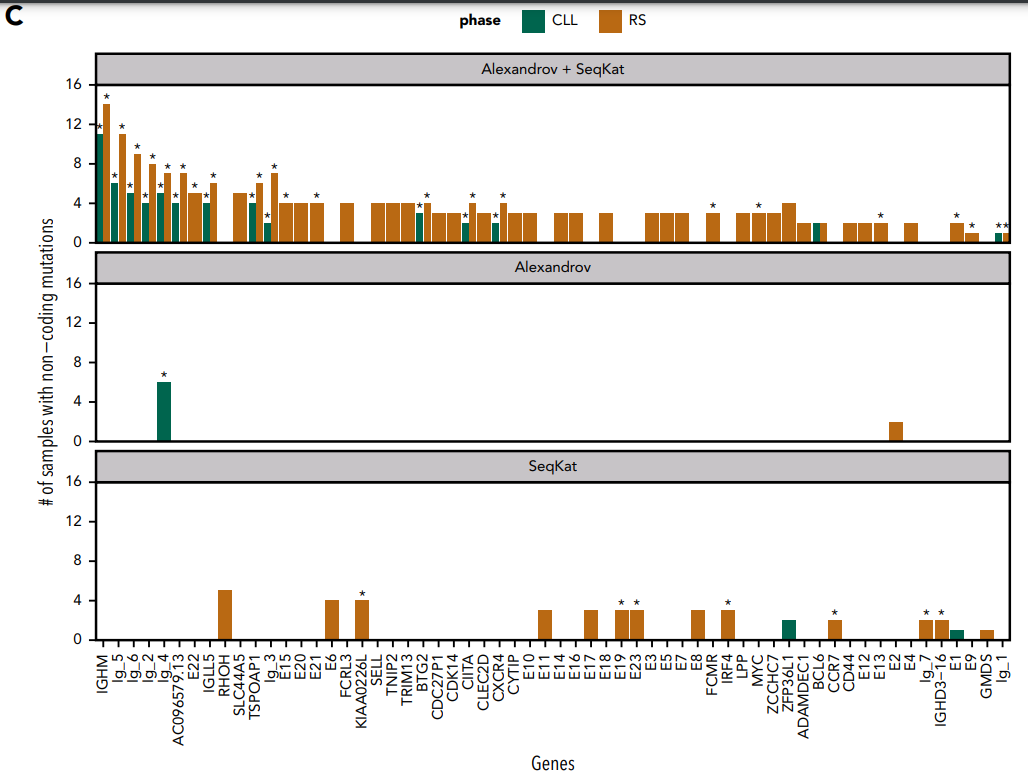 C
phase CLL RS
Alexandrov + SeqKat
16
12
8
4
0
* * * * * * * * * * * * * * * * * * * * * * * * * * * * * * * * * *
Alexandrov
16
12
8
4
0
*
SeqKat
16
12
8
4
0
* * * * * * *
# of samples with non−coding mutations
IGHM
Ig_5
Ig_6
Ig_2
Ig_4
AC096579.13
E22
IGLL5
RHOH
SLC44A5
TSPOAP1
Ig_3
E15
E20
E21
E6
FCRL3
KIAA0226L
SELL
TNIP2
TRIM13
BTG2
CDC27P1
CDK14
CIITA
CLEC2D
CXCR4
CYTIP
E10
E11
E14
E16
E17
E18
E19
E23
E3
E5
E7
E8
FCMR
IRF4
LPP
MYC
ZCCHC7
ZFP36L1
ADAMDEC1
BCL6
CCR7
CD44
E12
E13
E2
E4
Ig_7
IGHD3−16
E1
E9
GMDS
Ig_1
Genes